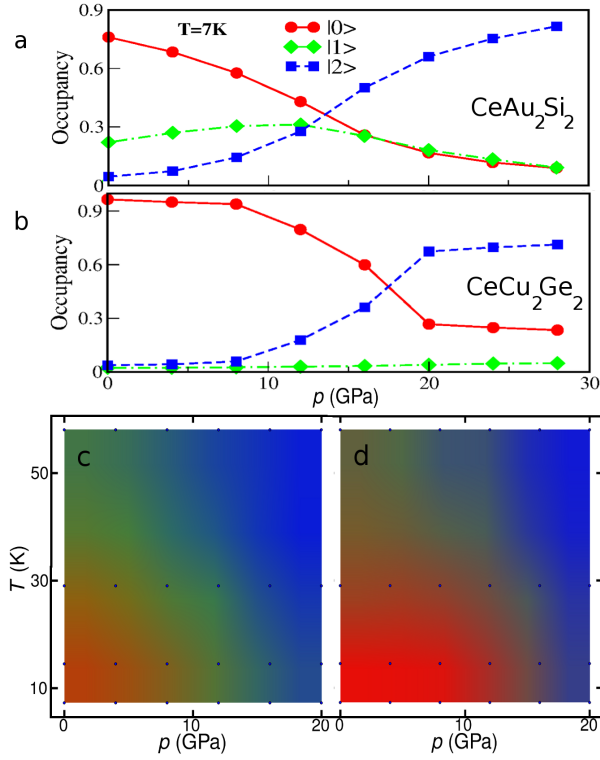 a
T=7K
|0>
|1>
|2>
CeAu2Si2
Occupancy
0.9
0.6
0.3
0
b
CeCu2Ge2
Occupancy
0.9
0.6
0.3
0
0 10 20 30
p (GPa)
c
d
T (K)
50
30
10
0 10 20
0 10 20
p (GPa)
p (GPa)